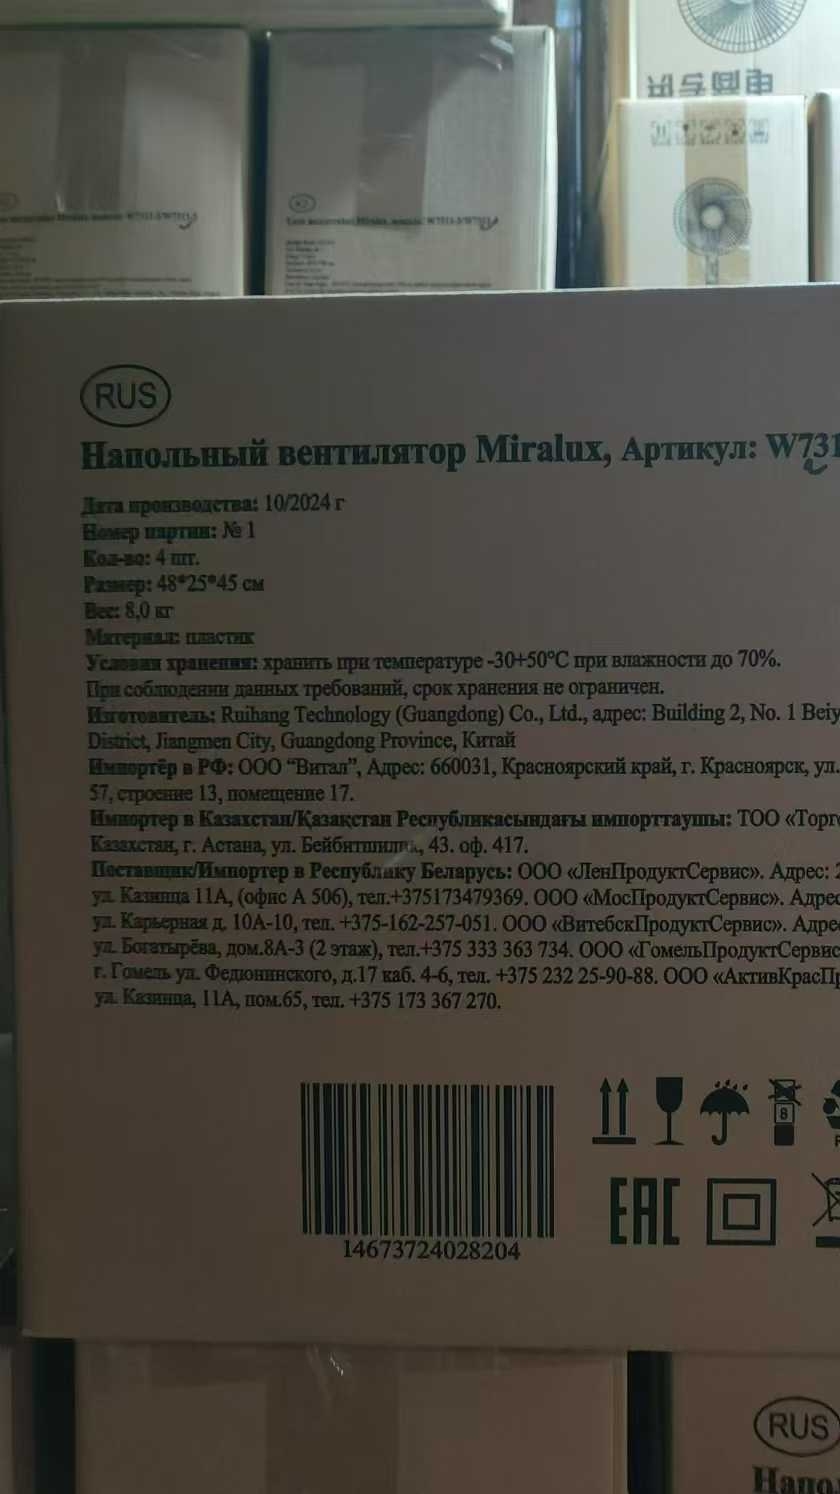 RUS
Напольный вентилятор Miralux, Артикул: W731
Дата производства: 10/2024 г
Номер партии: № 1
Кол-во: 4 шт.
Размер: 48*25*45 см
Вес: 8,0 кг
Материал: пластик
Условия хранения: хранить при температуре -30+50°C при влажности до 70%.
При соблюдении данных требований, срок хранения не ограничен.
Изготовитель: Ruihang Technology (Guangdong) Co., Ltd., адрес: Building 2, No. 1 Beiy
District, Jiangmen City, Guangdong Province, Китай
Импортёр в РФ: ООО “Витал”, Адрес: 660031, Красноярский край, г. Красноярск, ул.
57, строение 13, помещение 17.
Импортер в Казахстан/Қазақстан Республикасындағы импорттаушы: ТОО «Торго
Казахстан, г. Астана, ул. Бейбитшилик, 43. оф. 417.
Поставщик/Импортер в Республику Беларусь: ООО «ЛенПродуктСервис». Адрес: 2
ул. Казинца 11А, (офис А 506), тел.+375173479369. ООО «МосПродуктСервис». Адрес
ул. Карьерная д. 10А-10, тел. +375-162-257-051. ООО «ВитебскПродуктСервис». Адре
ул. Богатырёва, дом.8А-3 (2 этаж), тел.+375 333 363 734. ООО «ГомельПродуктСервис
г. Гомель ул. Федюнинского, д.17 каб. 4-6, тел. +375 232 25-90-88. ООО «АктивКрасПр
ул. Казинца, 11А, пом.65, тел. +375 173 367 270.
8
14673724028204
EAC
RUS
Напо